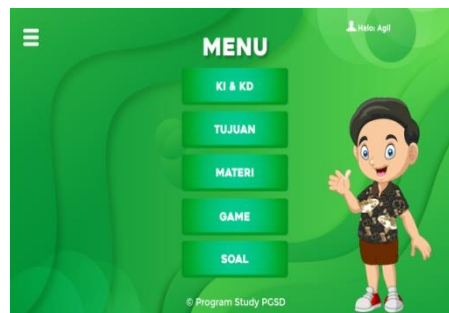 Halo: Agil
MENU
KI & KD
TUJUAN
MATERI
GAME
SOAL
© Program Study PGSD